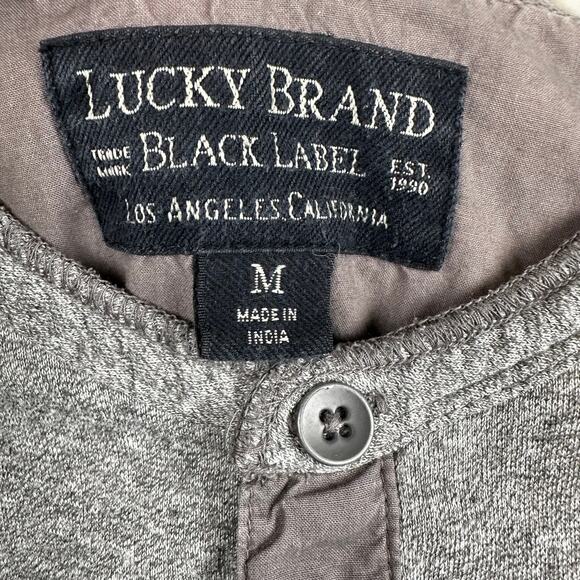 LUCKY BRAND
TRADE MARK BLACK LABEL EST. 1990
LOS ANGELES, CALIFORNIA
M
MADE IN
INDIA